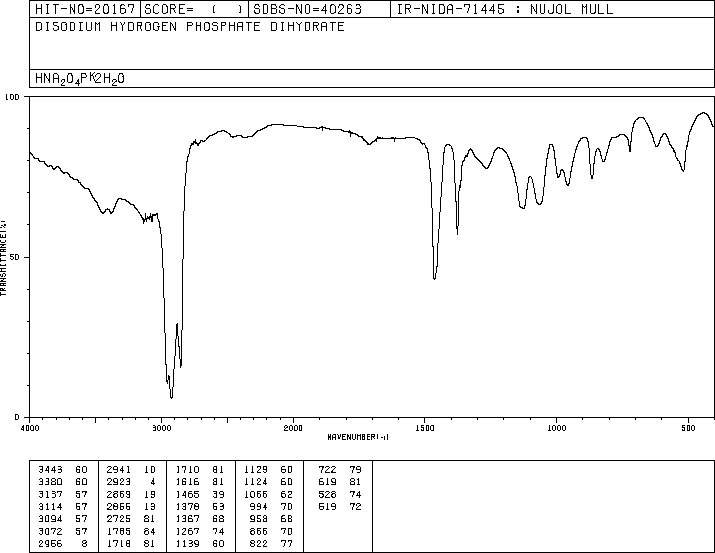 HIT-NO=20167 SCORE= ( ) SDBS-NO=40263 IR-NIDA-71445 : NUJOL MULL
DISODIUM HYDROGEN PHOSPHATE DIHYDRATE
HNA2O4PK2H2O
100
50
0
TRANSMITTANCE(%)
4000 3000 2000 1500 1000 500
WAVENUMBER(-1)
3443 60 2941 10 1710 81 1129 60 722 79
3380 60 2923 4 1616 81 1124 60 619 81
3137 57 2869 19 1465 39 1066 62 528 74
3114 57 2866 13 1378 53 994 70 519 72
3094 57 2725 81 1367 68 958 68
3072 57 1785 84 1267 74 866 70
2956 8 1718 81 1139 60 822 77